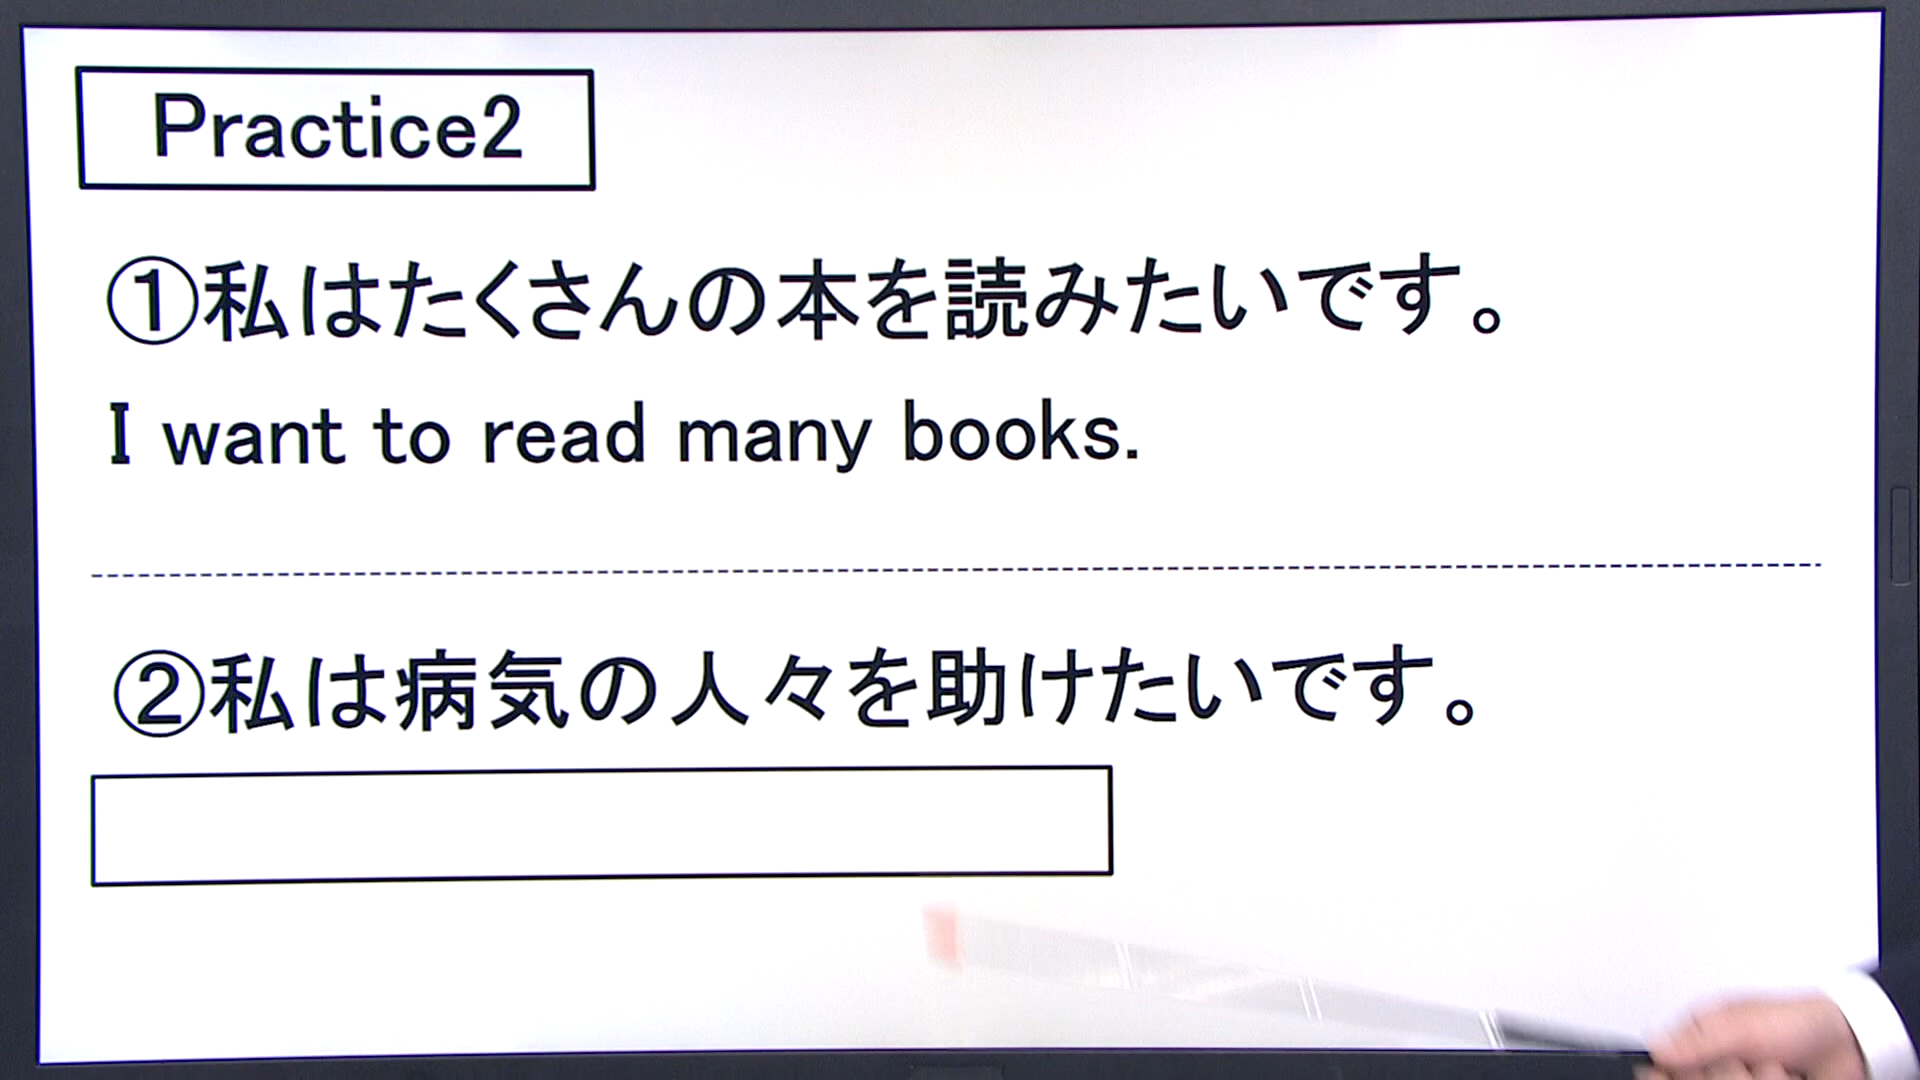 Practice2
①私はたくさんの本を読みたいです。
I want to read many books.
②私は病気の人々を助けたいです。